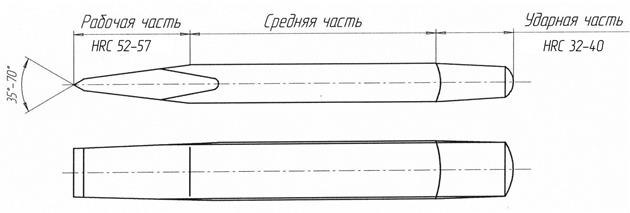 Рабочая часть
HRC 52-57
Средняя часть
Ударная часть
HRC 32-40
35°-70°